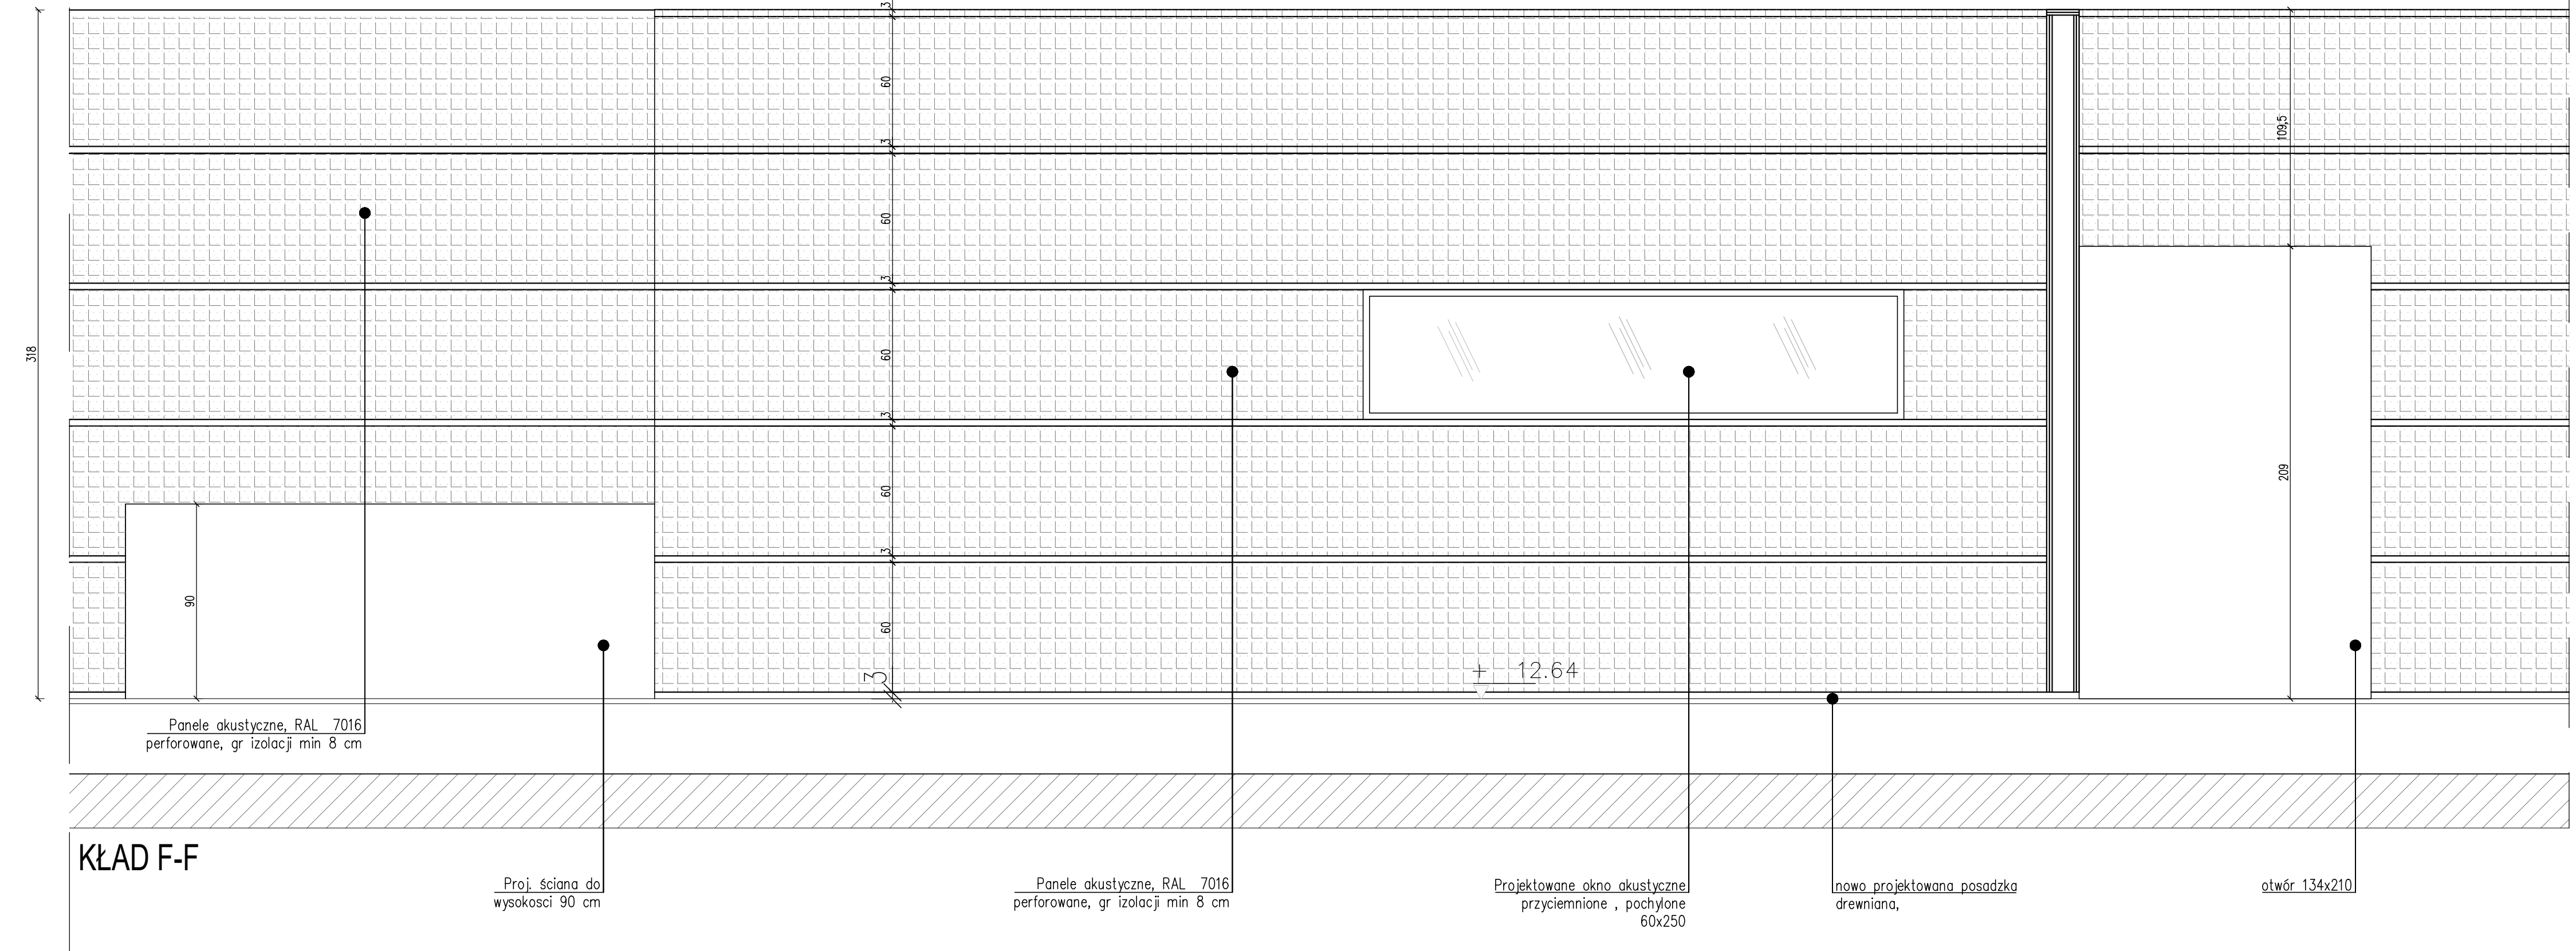 3
60
3
60
3
60
3
60
3
60
3
318
90
109,5
209
+ 12.64
Panele akustyczne, RAL 7016
perforowane, gr izolacji min 8 cm
KŁAD F-F
Proj. ściana do
wysokosci 90 cm
Panele akustyczne, RAL 7016
perforowane, gr izolacji min 8 cm
Projektowane okno akustyczne
przyciemnione , pochylone
60x250
nowo projektowana posadzka
drewniana,
otwór 134x210